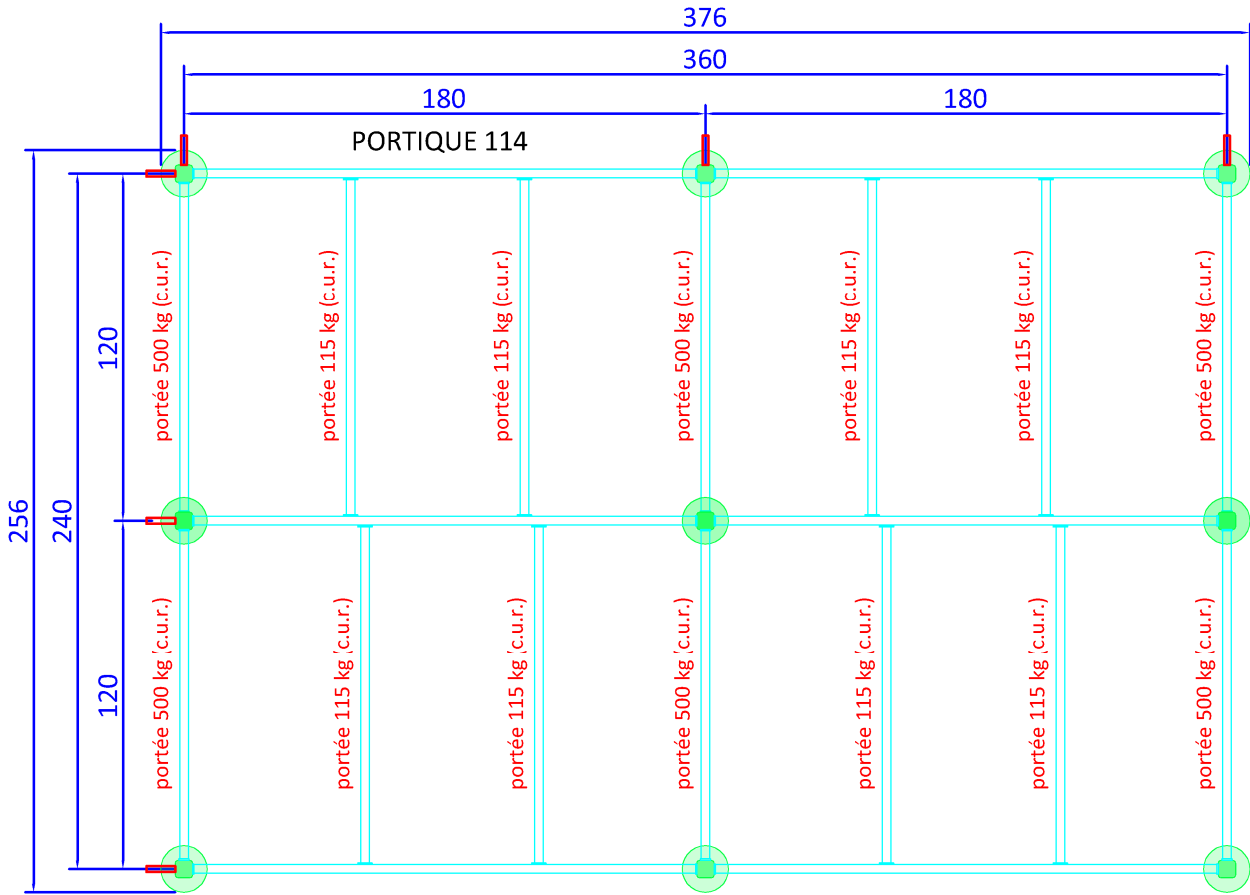 376
360
180
180
PORTIQUE 114
portée 500 kg (c.u.r.)
portée 115 kg (c.u.r.)
portée 115 kg (c.u.r.)
portée 500 kg (c.u.r.)
portée 115 kg (c.u.r.)
portée 115 kg (c.u.r.)
portée 500 kg (c.u.r.)
120
256
240
120
portée 500 kg (c.u.r.)
portée 115 kg (c.u.r.)
portée 115 kg (c.u.r.)
portée 500 kg (c.u.r.)
portée 115 kg (c.u.r.)
portée 115 kg (c.u.r.)
portée 500 kg (c.u.r.)